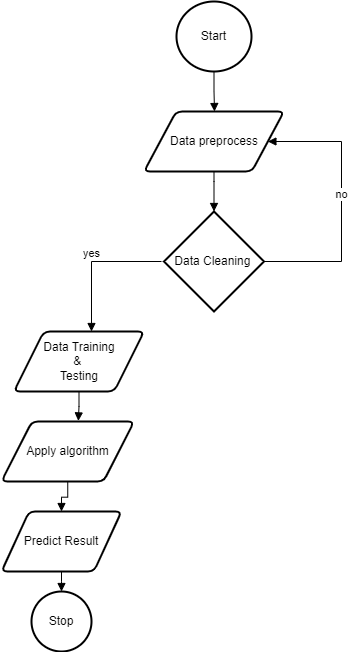 Start
Data preprocess
no
Data Cleaning
yes
Data Training
&
Testing
Apply algorithm
Predict Result
Stop